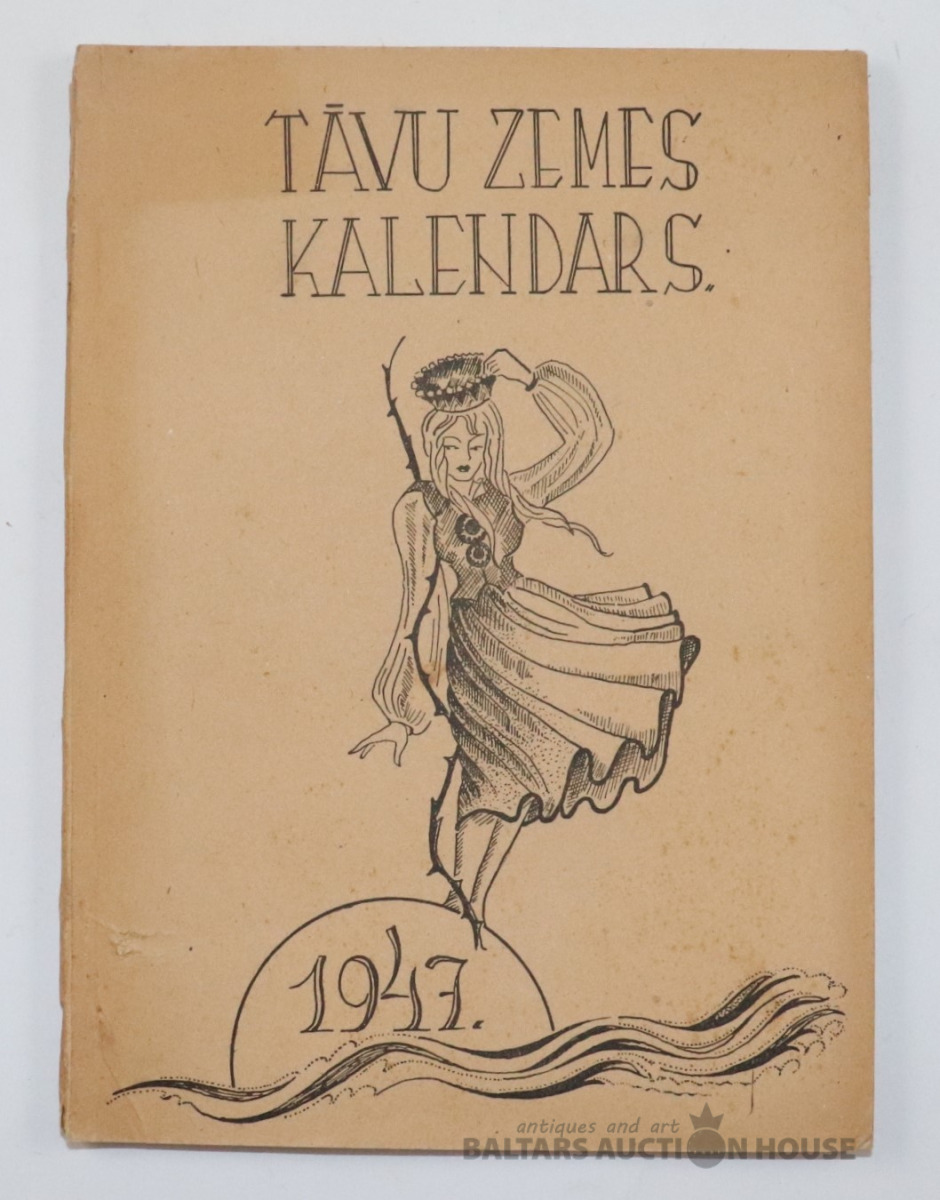 TĀVU ZEMES
KALENDARS.
1947.
antiques and art
BALTARS AUCTION HOUSE